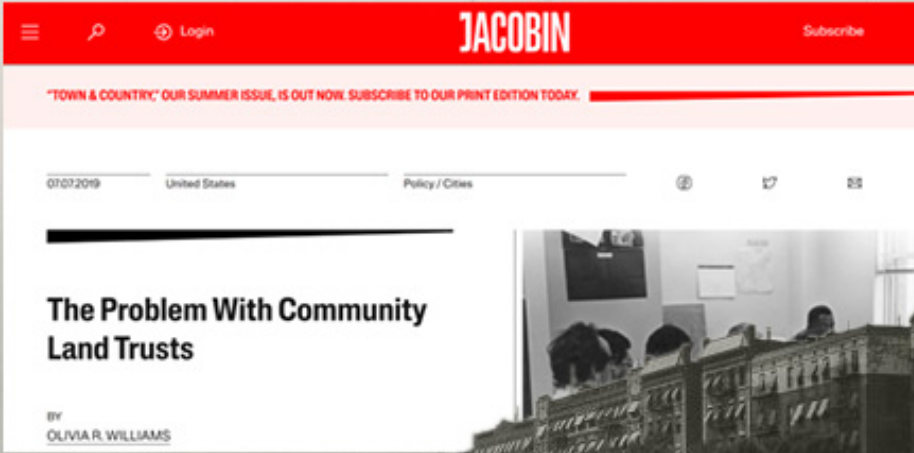 Login
JACOBIN
Subscribe
"TOWN & COUNTRY," OUR SUMMER ISSUE, IS OUT NOW. SUBSCRIBE TO OUR PRINT EDITION TODAY.
07.07.2019
United States
Policy / Cities
The Problem With Community
Land Trusts
BY
OLIVIA R. WILLIAMS